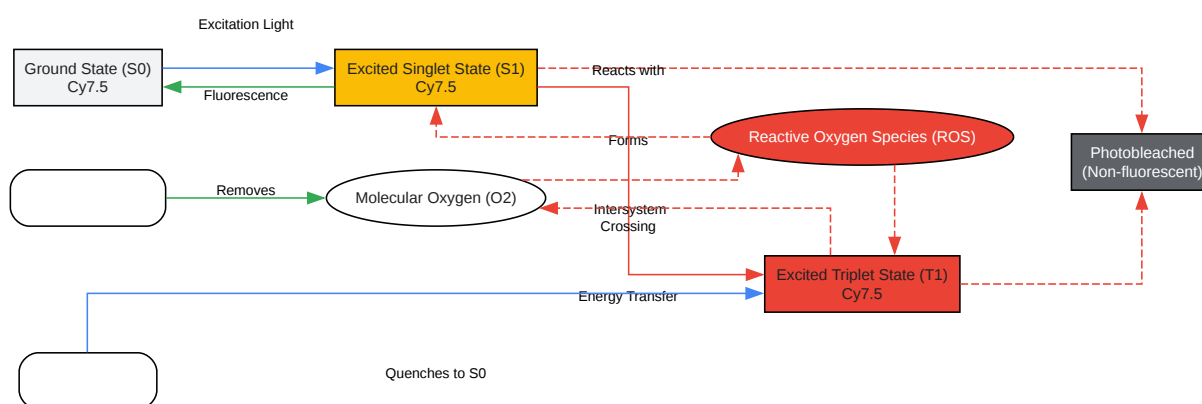 Excitation Light
Ground State (S0)
Cy7.5
Excited Singlet State (S1)
Cy7.5
Reacts with
Fluorescence
Forms
Reactive Oxygen Species (ROS)
Photobleached
(Non-fluorescent)
Removes
Molecular Oxygen (O2)
Intersystem
Crossing
Excited Triplet State (T1)
Cy7.5
Energy Transfer
Quenches to S0